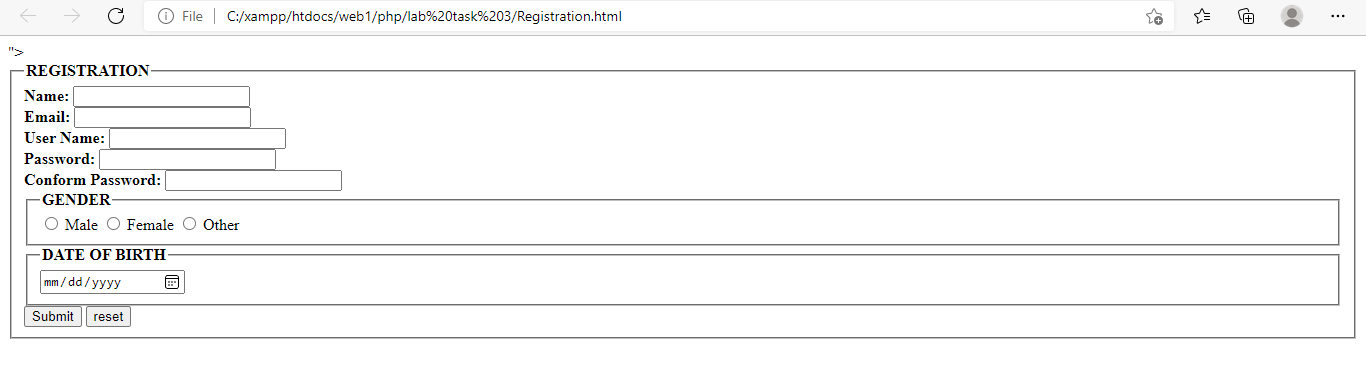 File C:/xampp/htdocs/web1/php/lab%20task%203/Registration.html
">
REGISTRATION
Name:
Email:
User Name:
Password:
Conform Password:
GENDER
Male Female Other
DATE OF BIRTH
mm/dd/yyyy
Submit reset